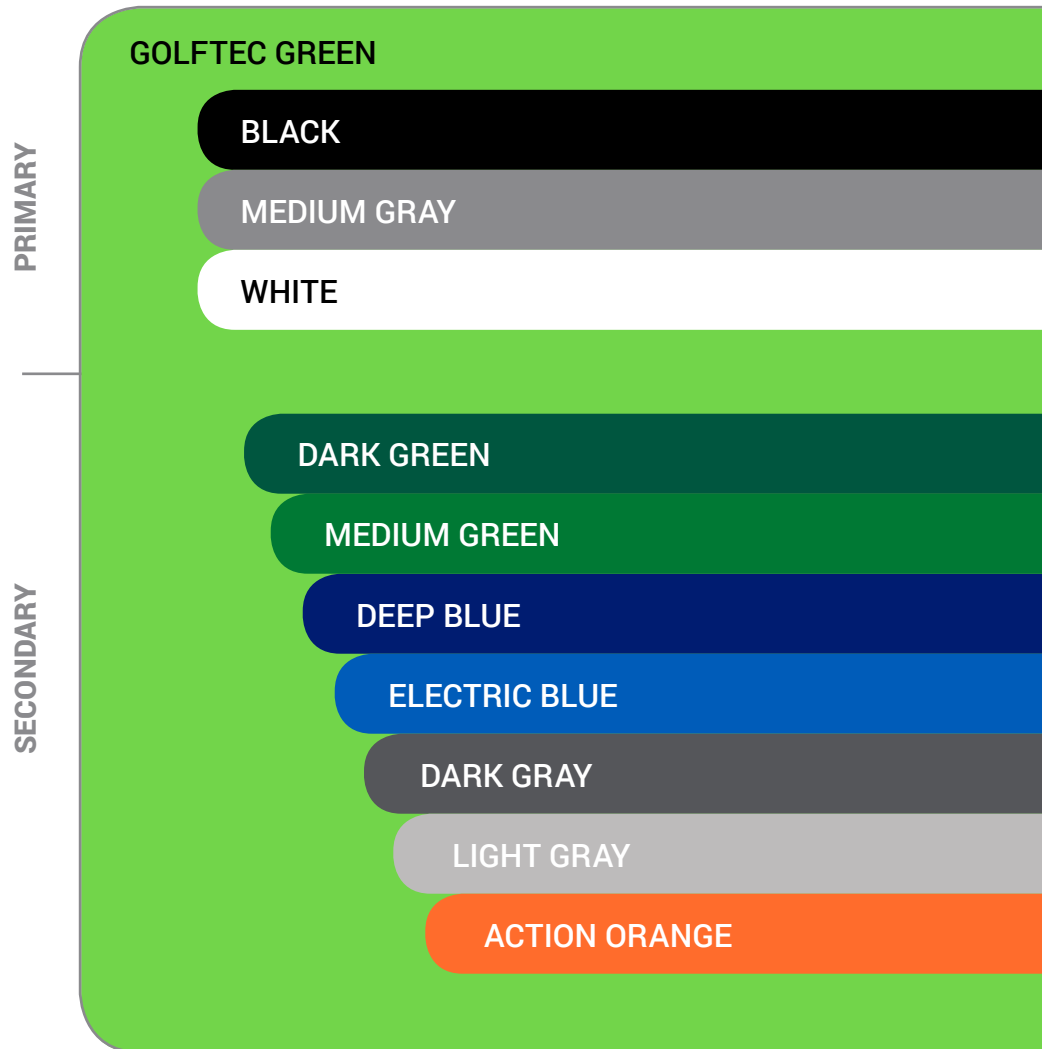 GOLFTEC GREEN
PRIMARY
BLACK
MEDIUM GRAY
WHITE
SECONDARY
DARK GREEN
MEDIUM GREEN
DEEP BLUE
ELECTRIC BLUE
DARK GRAY
LIGHT GRAY
ACTION ORANGE